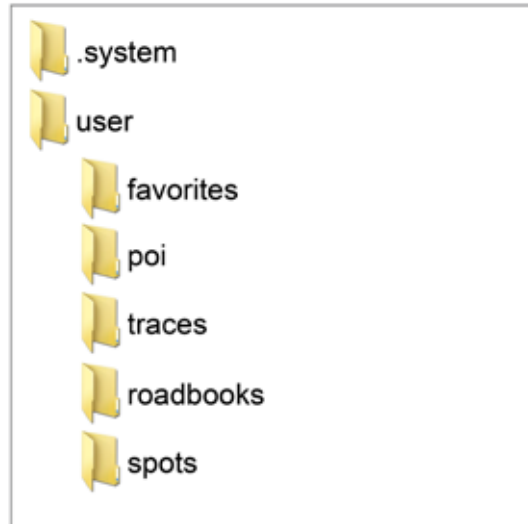 .system
user
favorites
poi
traces
roadbooks
spots